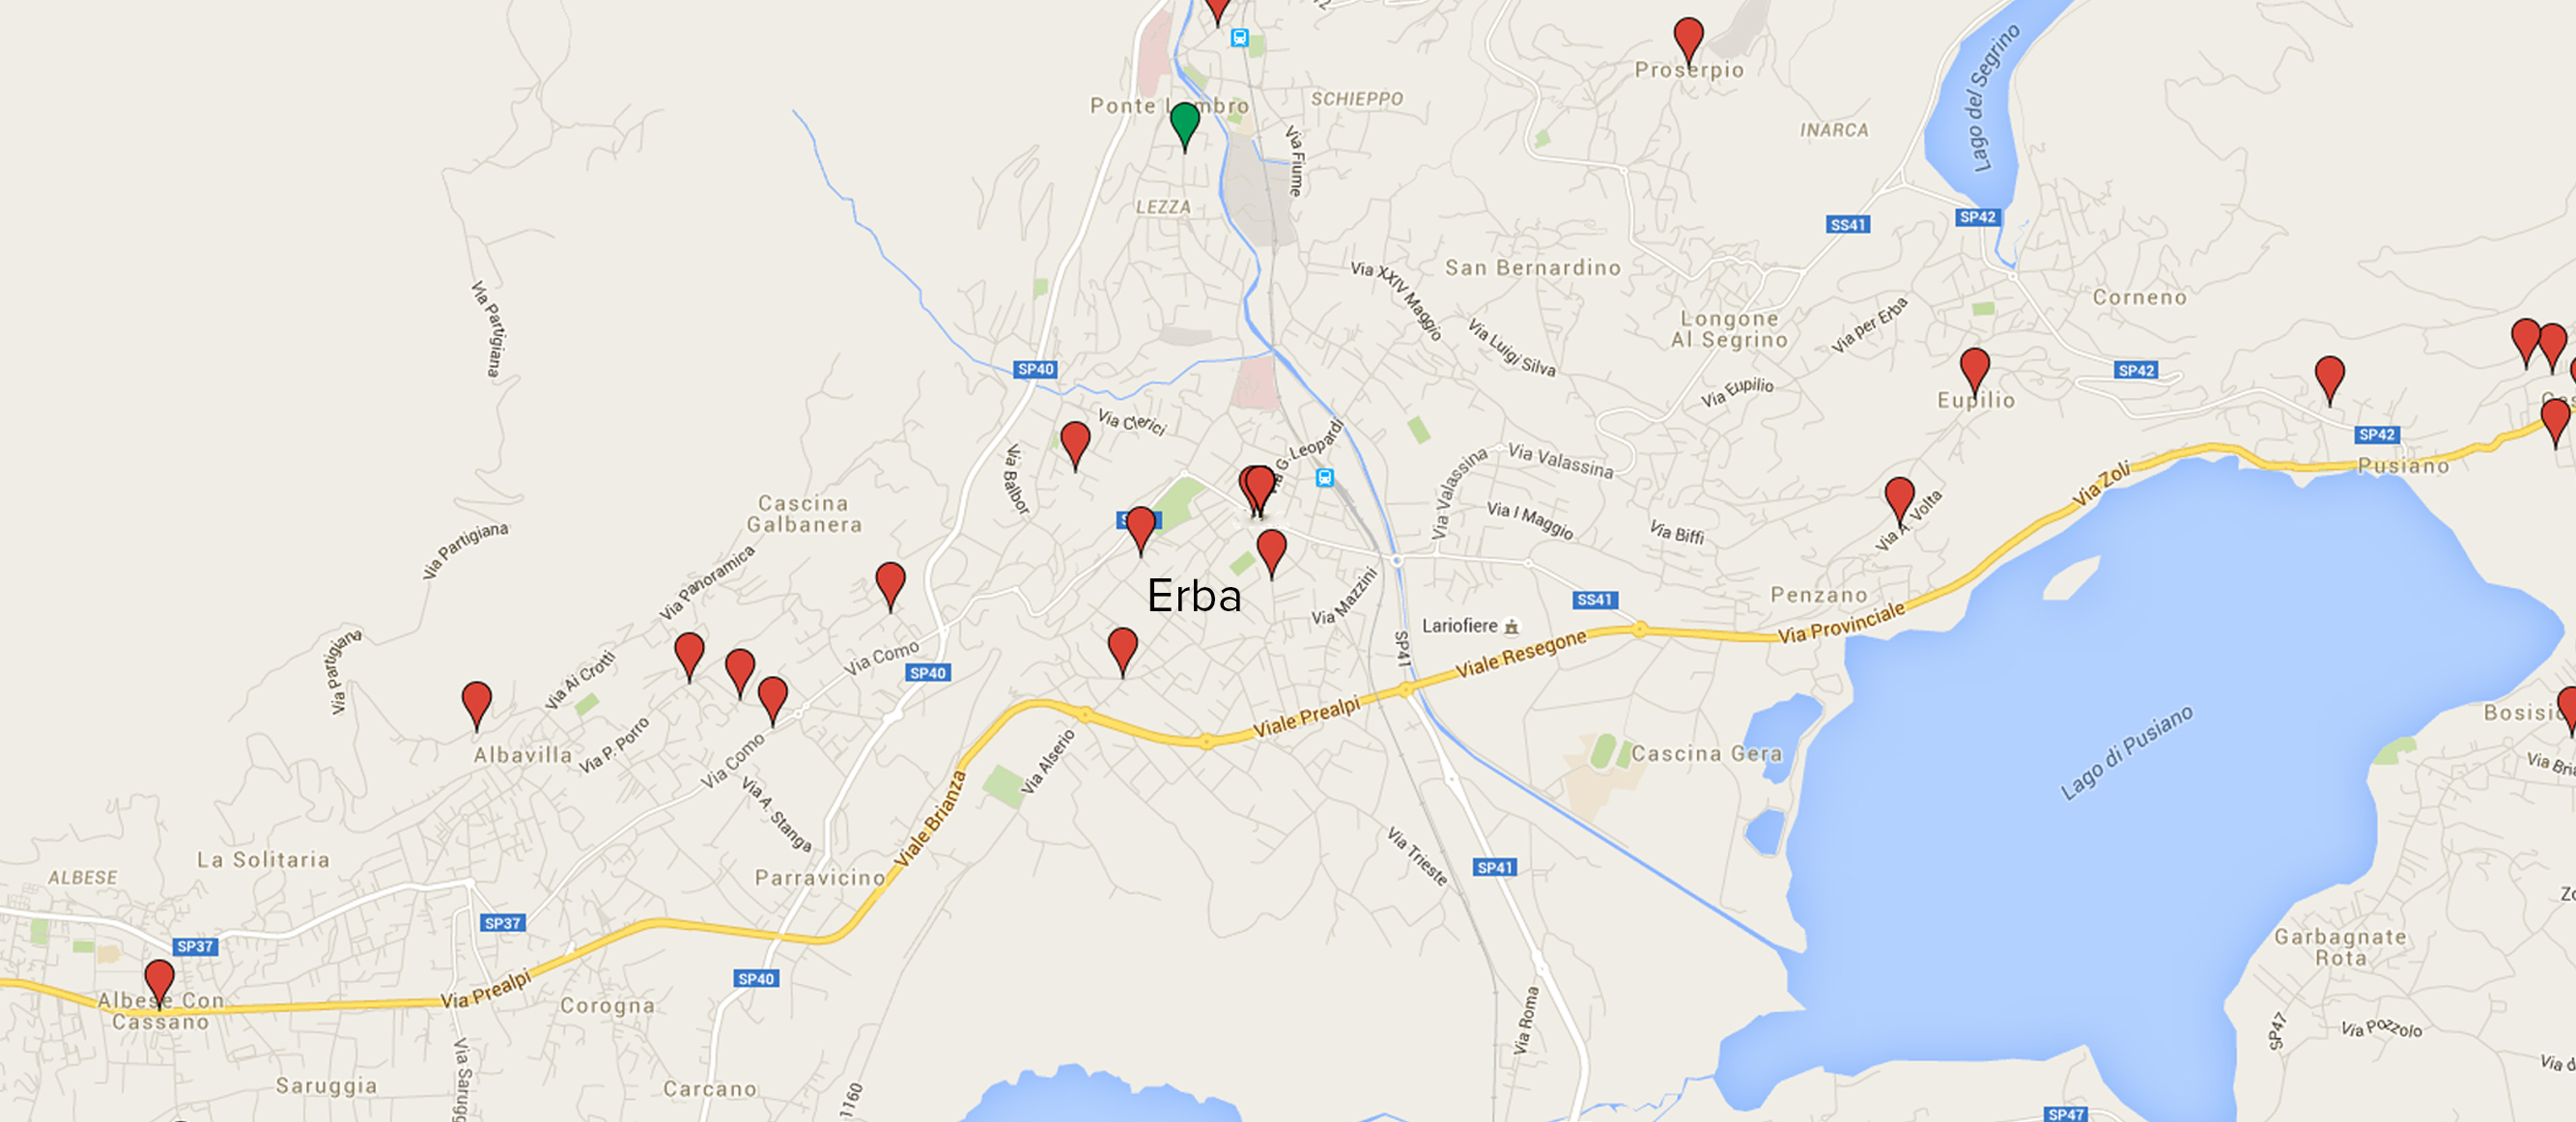 Lago del Segrino
Proserpio
SCHIEPPO
INARCA
Via Fiume
LEZZA
SP42
SS41
San Bernardino
Via XXIV Maggio
Corneno
Via Partigiana
Via per Erba
Longone
Al Segrino
Via Luigi Silva
SP40
SP42
Via Eupilio
Eupilio
Via Clerici
SP42
Via G. Leopardi
Via Valassina
Via Valassina
Pusiano
Via Zoli
Via Balbor
Cascina
Galbanera
Via I Maggio
Via A. Volta
Via Biffi
Via Partigiana
Via Panoramica
Erba
Via Mazzini
SS41
Penzano
Via Provinciale
Lariofiere
Viale Resegone
SP41
Via Partigiana
Via Como
SP40
Via Ai Crotti
Viale Prealpi
Lago di Pusiano
Albavilla
Via P. Porro
Via Como
Via Alserio
Cascina Gera
Via A. Stanga
Viale Brianza
Via Trieste
La Solitaria
ALBESE
Parravicino
SP41
SP37
SP37
Garbagnate
Rota
SP40
Via Prealpi
Albese Con
Cassano
Corogna
Via Roma
SP47
Via Pozzolo
Saruggia
Carcano
1160
SP47